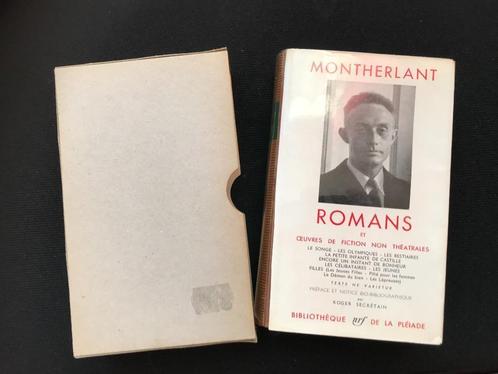 MONTHERLANT
ROMANS
ET
ŒUVRES DE FICTION NON THÉATRALES
LE SONGE - LES OLYMPIQUES - LES BESTIAIRES
LA PETITE INFANTE DE CASTILLE
ENCORE UN INSTANT DE BONHEUR
LES CÉLIBATAIRES - LES JEUNES
FILLES (Les Jeunes Filles - Pitié pour les femmes
Le Démon du bien - Les Lépreuses)
TEXTE NE VARIETUR
PRÉFACE ET NOTICE BIO-BIBLIOGRAPHIQUE
PAR
ROGER SECRÉTAIN
BIBLIOTHÈQUE nrf DE LA PLÉIADE